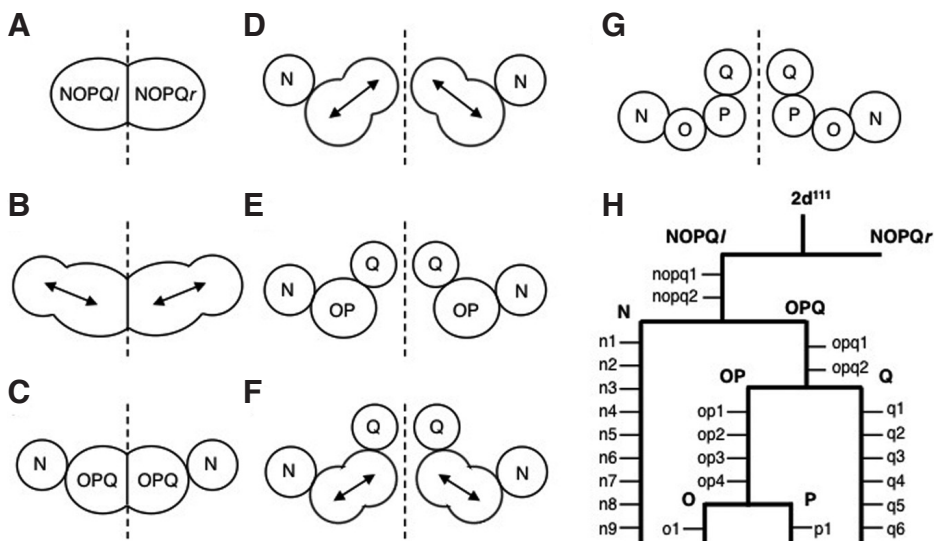 A
NOPQl NOPQr
B
C
N OPQ OPQ N
D
N N
E
N OP Q Q OP N
F
N Q Q N
G
N O P Q Q P O N
H
2d¹¹¹
NOPQl NOPQr
nopq1
nopq2
N OPQ
n1 opq1
n2 opq2
n3 OP Q
n4 op1 q1
n5 op2 q2
n6 op3 q3
n7 op4 q4
n8 O P q5
n9 o1 p1 q6